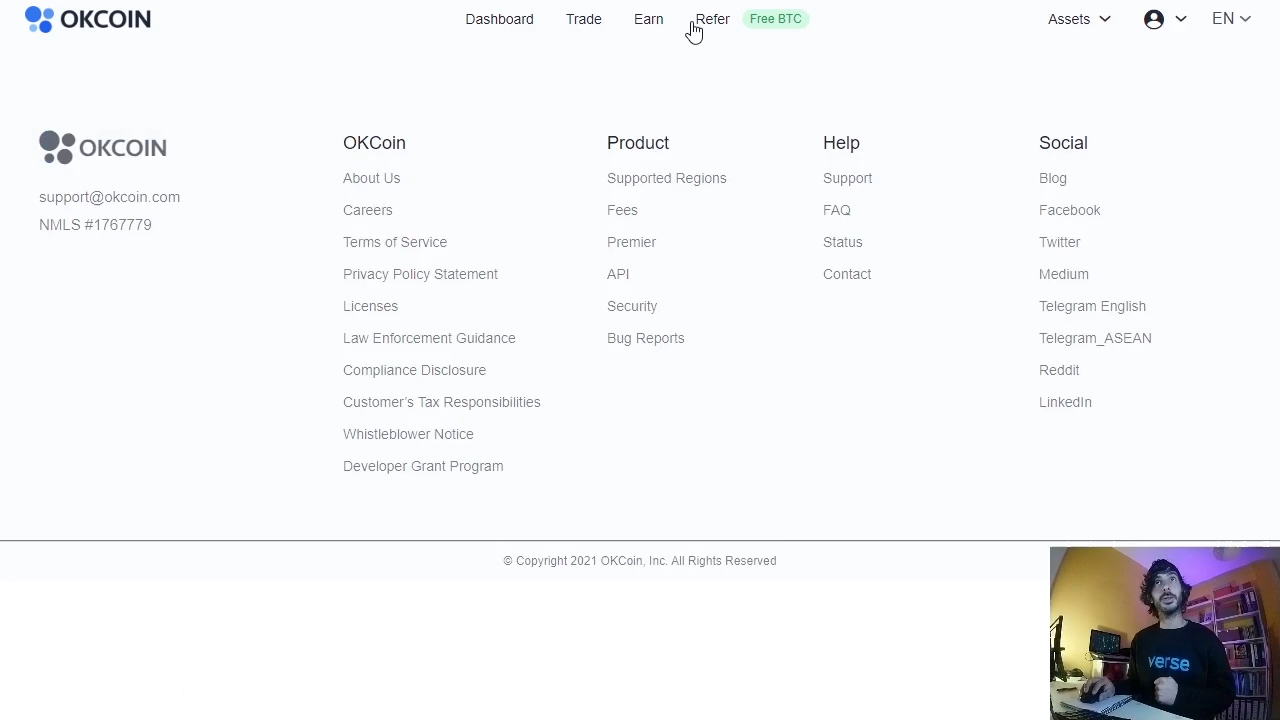 OKCOIN Dashboard Trade Earn Refer Free BTC Assets EN
OKCOIN
support@okcoin.com
NMLS #1767779
OKCoin
About Us
Careers
Terms of Service
Privacy Policy Statement
Licenses
Law Enforcement Guidance
Compliance Disclosure
Customer’s Tax Responsibilities
Whistleblower Notice
Developer Grant Program
Product
Supported Regions
Fees
Premier
API
Security
Bug Reports
Help
Support
FAQ
Status
Contact
Social
Blog
Facebook
Twitter
Medium
Telegram English
Telegram_ASEAN
Reddit
LinkedIn
© Copyright 2021 OKCoin, Inc. All Rights Reserved
verse